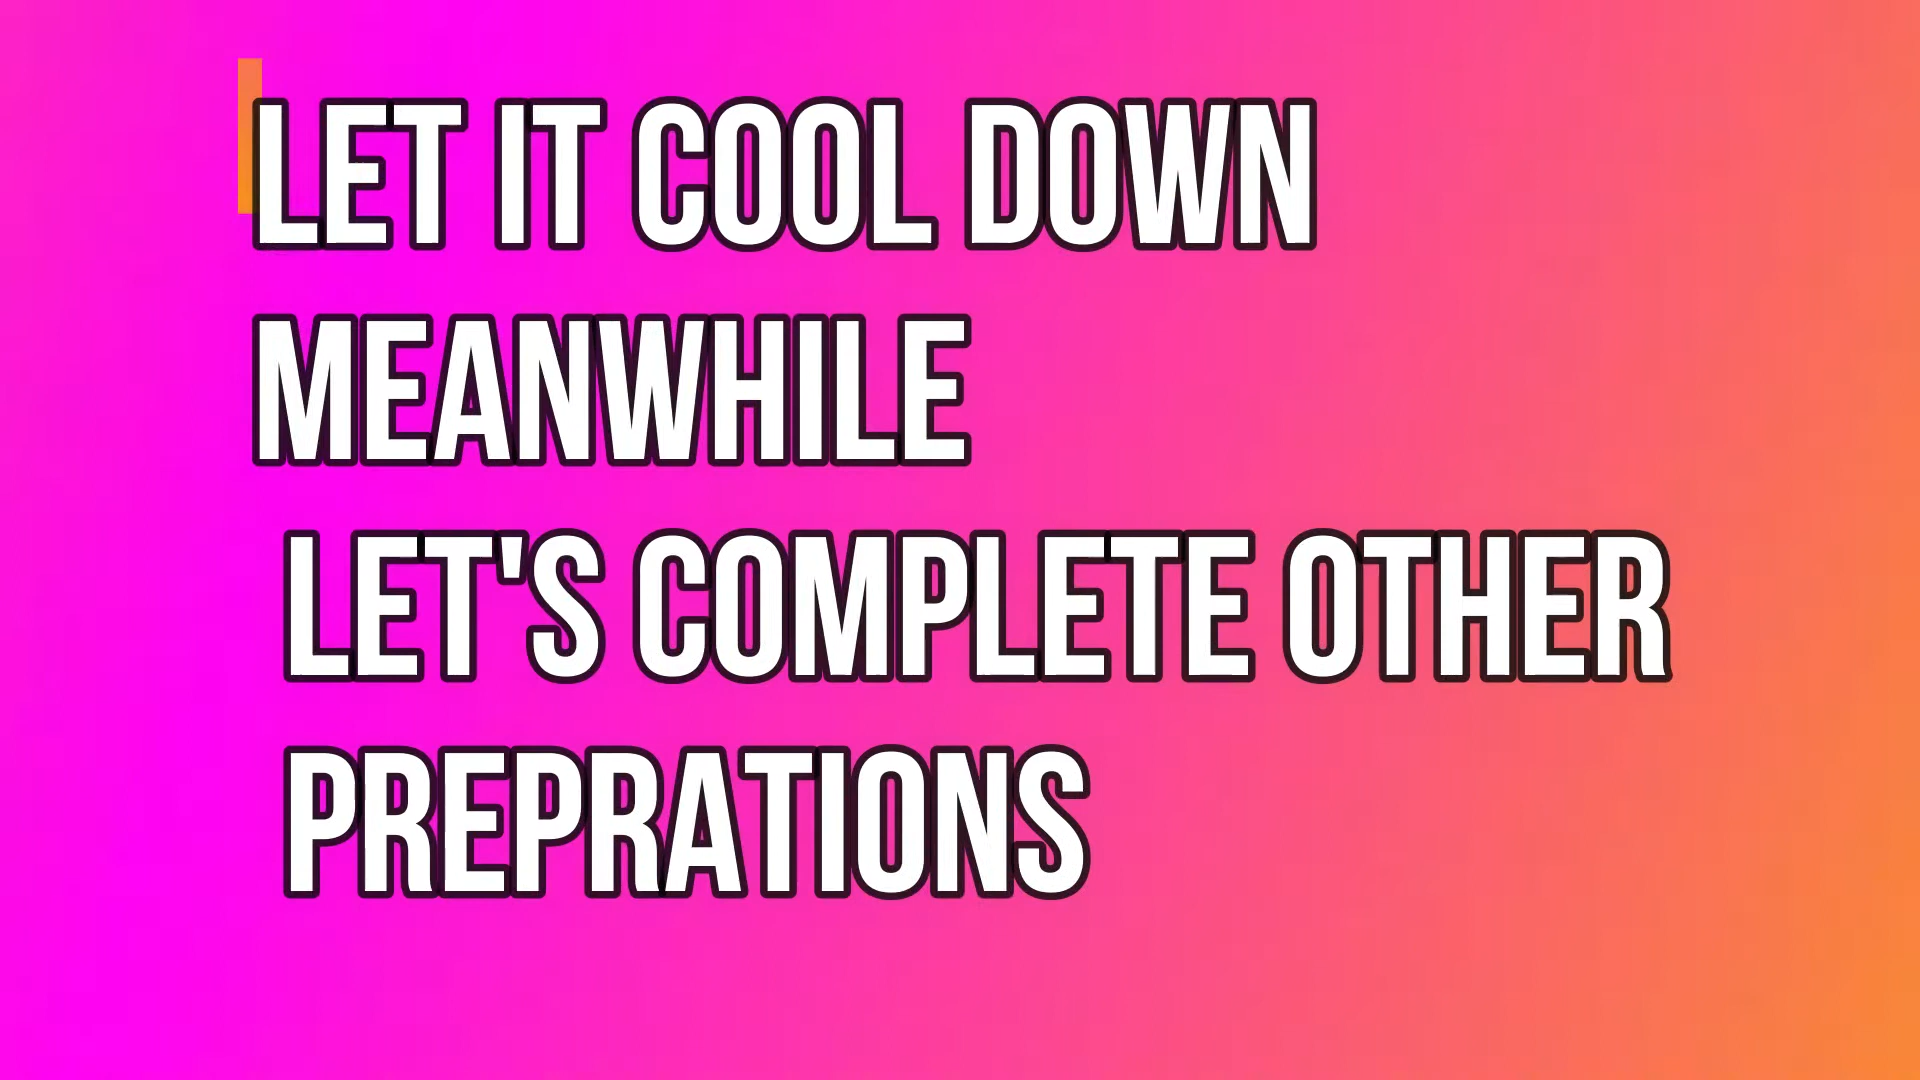 LET IT COOL DOWN
MEANWHILE
LET'S COMPLETE OTHER
PREPRATIONS